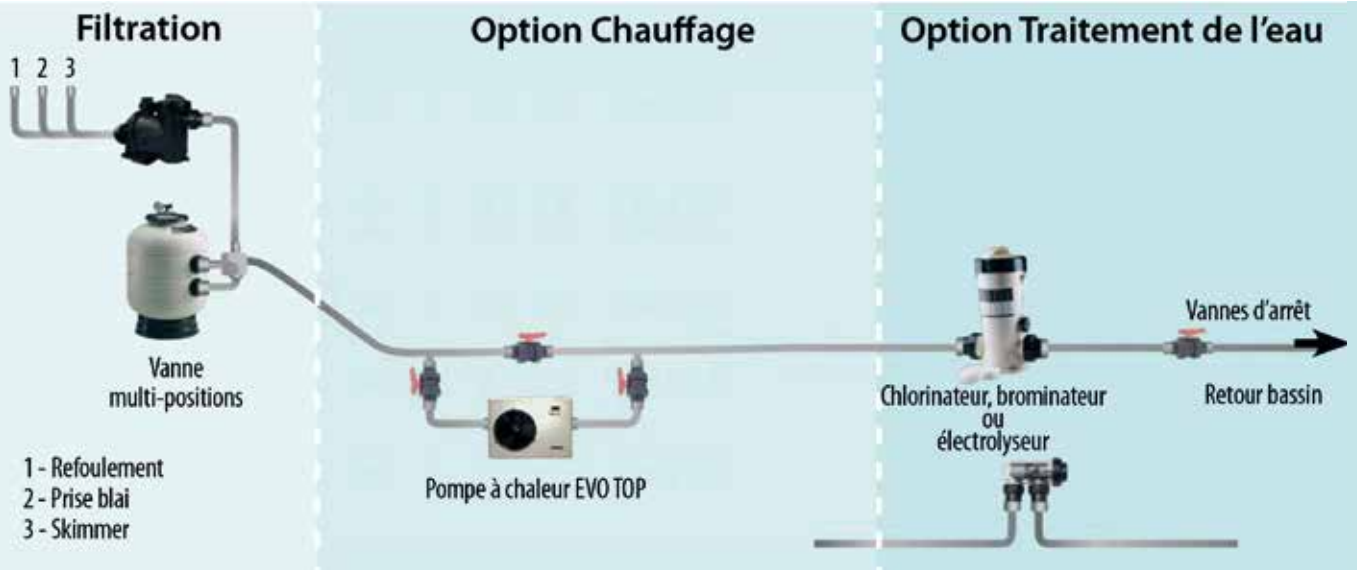 Filtration
1 2 3
Vanne
multi-positions
1 - Refoulement
2 - Prise blai
3 - Skimmer
Option Chauffage
Pompe à chaleur EVO TOP
Option Traitement de l'eau
Chlorinateur, brominateur
ou
électrolyseur
Vannes d'arrêt
Retour bassin